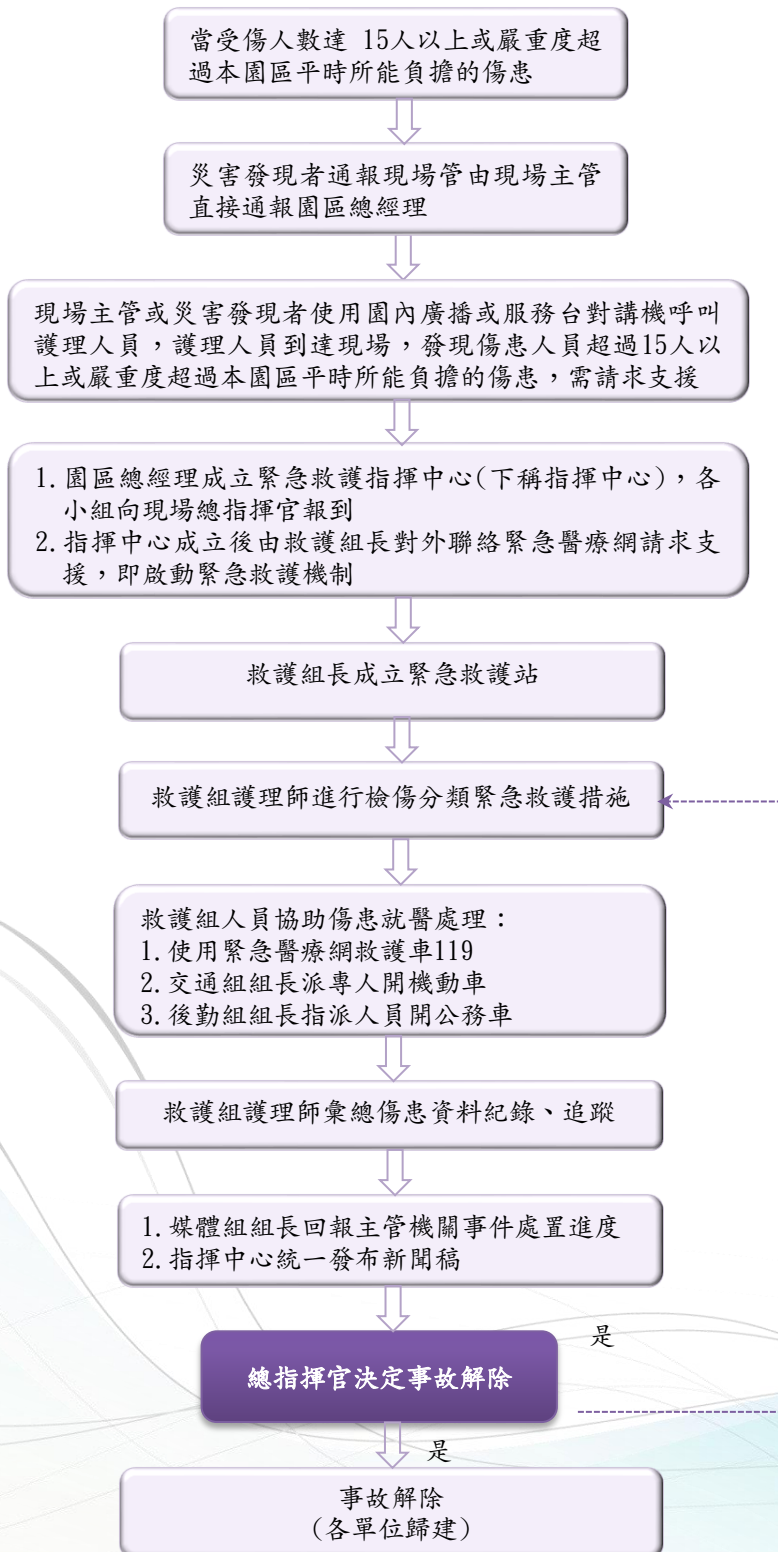 當受傷人數達 15人以上或嚴重度超
過本園區平時所能負擔的傷患
災害發現者通報現場管由現場主管
直接通報園區總經理
現場主管或災害發現者使用園內廣播或服務台對講機呼叫
護理人員，護理人員到達現場，發現傷患人員超過15人以
上或嚴重度超過本園區平時所能負擔的傷患，需請求支援
1.園區總經理成立緊急救護指揮中心(下稱指揮中心)，各
小組向現場總指揮官報到
2.指揮中心成立後由救護組長對外聯絡緊急醫療網請求支
援，即啟動緊急救護機制
救護組長成立緊急救護站
救護組護理師進行檢傷分類緊急救護措施
救護組人員協助傷患就醫處理：
1.使用緊急醫療網救護車119
2.交通組組長派專人開機動車
3.後勤組組長指派人員開公務車
救護組護理師彙總傷患資料紀錄、追蹤
1.媒體組組長回報主管機關事件處置進度
2.指揮中心統一發布新聞稿
是
總指揮官決定事故解除
是
事故解除
(各單位歸建)